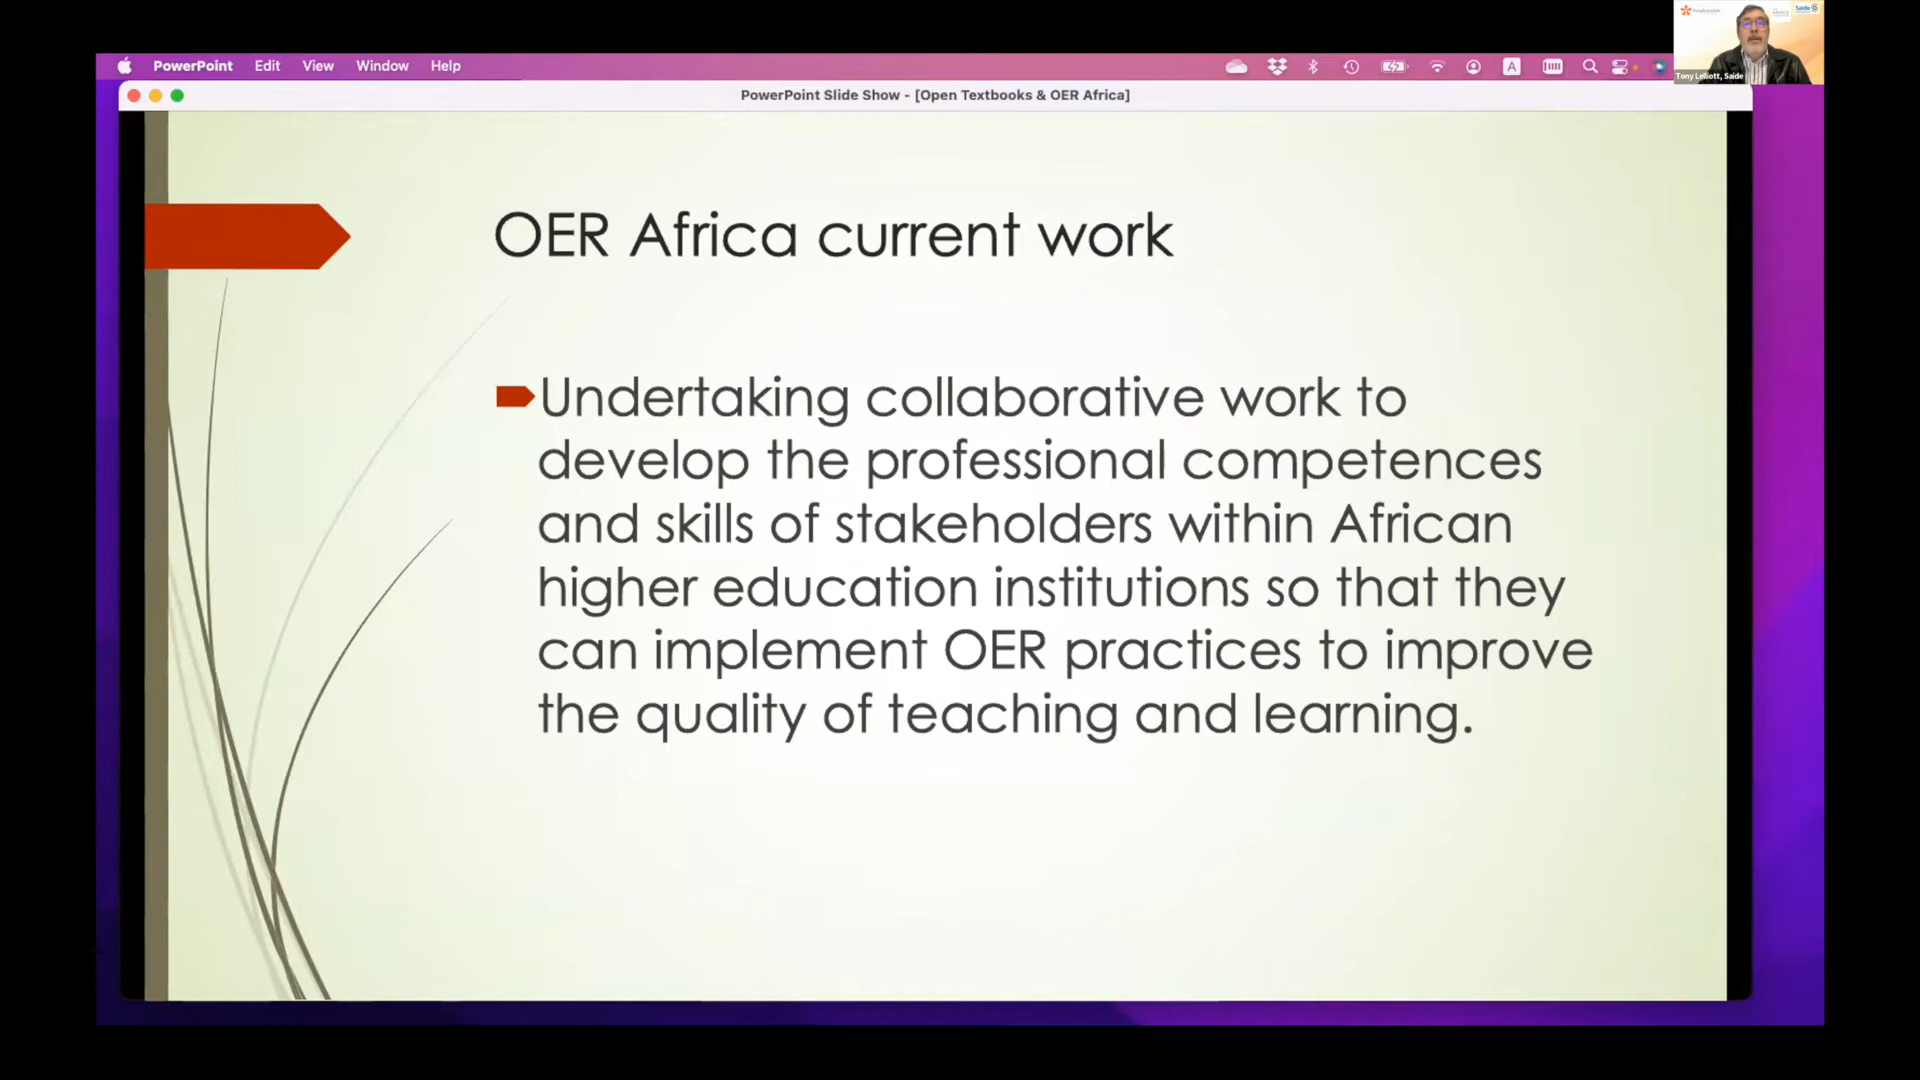 PowerPoint Edit View Window Help
A
Saide
Tony Lelliott, Saide
PowerPoint Slide Show - [Open Textbooks & OER Africa]
OER Africa current work
Undertaking collaborative work to
develop the professional competences
and skills of stakeholders within African
higher education institutions so that they
can implement OER practices to improve
the quality of teaching and learning.